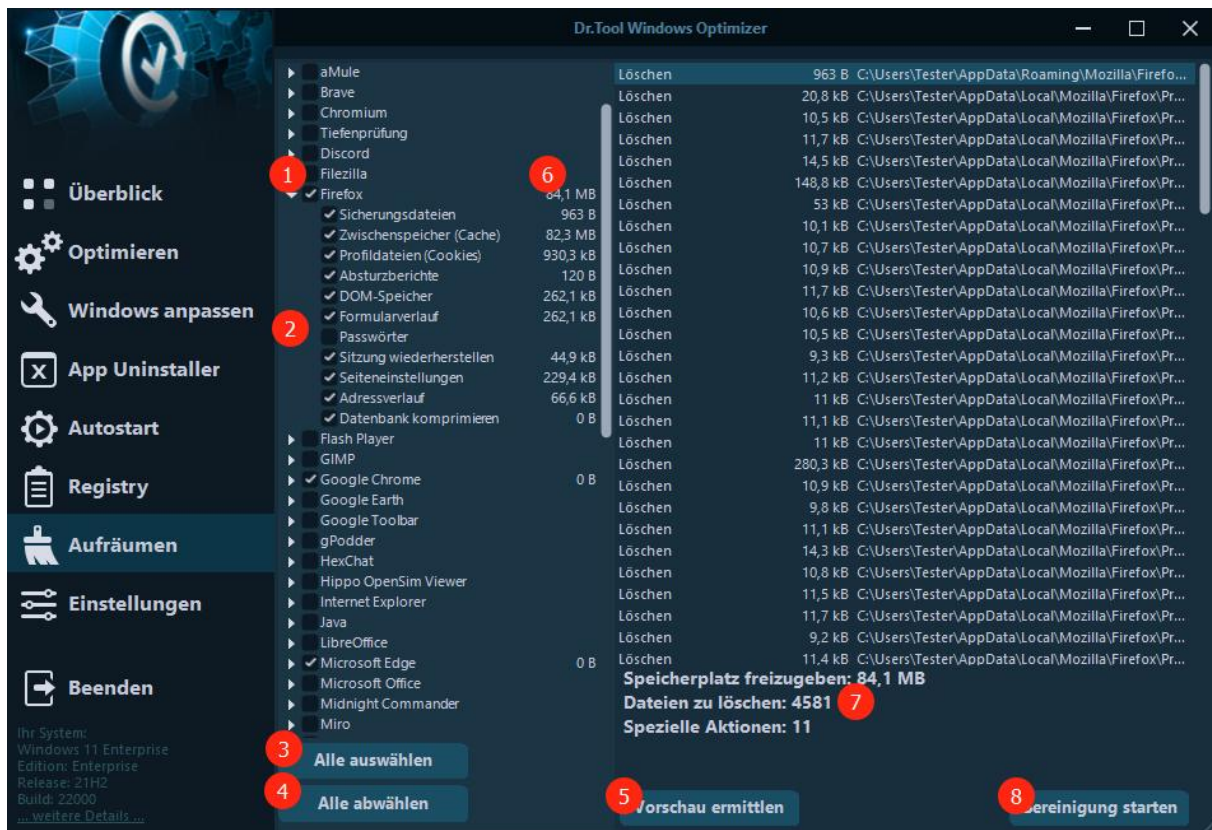 Dr.Tool Windows Optimizer
Überblick
Optimieren
Windows anpassen
App Uninstaller
Autostart
Registry
Aufräumen
Einstellungen
Beenden
Ihr System:
Windows 11 Enterprise
Edition: Enterprise
Release: 21H2
Build: 22000
... weitere Details ...
aMule
Brave
Chromium
Tiefenprüfung
Discord
1
Filezilla
6
Firefox 84,1 MB
Sicherungsdateien 963 B
Zwischenspeicher (Cache) 82,3 MB
Profildateien (Cookies) 930,3 kB
Absturzberichte 120 B
DOM-Speicher 262,1 kB
Formularverlauf 262,1 kB
2
Passwörter
Sitzung wiederherstellen 44,9 kB
Seiteneinstellungen 229,4 kB
Adressverlauf 66,6 kB
Datenbank komprimieren 0 B
Flash Player
GIMP
Google Chrome 0 B
Google Earth
Google Toolbar
gPodder
HexChat
Hippo OpenSim Viewer
Internet Explorer
Java
LibreOffice
Microsoft Edge 0 B
Microsoft Office
Midnight Commander
Miro
3
Alle auswählen
4
Alle abwählen
Löschen 963 B C:\Users\Tester\AppData\Roaming\Mozilla\Firefo...
Löschen 20,8 kB C:\Users\Tester\AppData\Local\Mozilla\Firefox\Pr...
Löschen 10,5 kB C:\Users\Tester\AppData\Local\Mozilla\Firefox\Pr...
Löschen 11,7 kB C:\Users\Tester\AppData\Local\Mozilla\Firefox\Pr...
Löschen 14,5 kB C:\Users\Tester\AppData\Local\Mozilla\Firefox\Pr...
Löschen 148,8 kB C:\Users\Tester\AppData\Local\Mozilla\Firefox\Pr...
Löschen 53 kB C:\Users\Tester\AppData\Local\Mozilla\Firefox\Pr...
Löschen 10,1 kB C:\Users\Tester\AppData\Local\Mozilla\Firefox\Pr...
Löschen 10,7 kB C:\Users\Tester\AppData\Local\Mozilla\Firefox\Pr...
Löschen 10,9 kB C:\Users\Tester\AppData\Local\Mozilla\Firefox\Pr...
Löschen 11,7 kB C:\Users\Tester\AppData\Local\Mozilla\Firefox\Pr...
Löschen 10,6 kB C:\Users\Tester\AppData\Local\Mozilla\Firefox\Pr...
Löschen 10,5 kB C:\Users\Tester\AppData\Local\Mozilla\Firefox\Pr...
Löschen 9,3 kB C:\Users\Tester\AppData\Local\Mozilla\Firefox\Pr...
Löschen 11,2 kB C:\Users\Tester\AppData\Local\Mozilla\Firefox\Pr...
Löschen 11 kB C:\Users\Tester\AppData\Local\Mozilla\Firefox\Pr...
Löschen 11,1 kB C:\Users\Tester\AppData\Local\Mozilla\Firefox\Pr...
Löschen 11 kB C:\Users\Tester\AppData\Local\Mozilla\Firefox\Pr...
Löschen 280,3 kB C:\Users\Tester\AppData\Local\Mozilla\Firefox\Pr...
Löschen 10,9 kB C:\Users\Tester\AppData\Local\Mozilla\Firefox\Pr...
Löschen 9,8 kB C:\Users\Tester\AppData\Local\Mozilla\Firefox\Pr...
Löschen 11,1 kB C:\Users\Tester\AppData\Local\Mozilla\Firefox\Pr...
Löschen 14,3 kB C:\Users\Tester\AppData\Local\Mozilla\Firefox\Pr...
Löschen 10,8 kB C:\Users\Tester\AppData\Local\Mozilla\Firefox\Pr...
Löschen 11,5 kB C:\Users\Tester\AppData\Local\Mozilla\Firefox\Pr...
Löschen 11,7 kB C:\Users\Tester\AppData\Local\Mozilla\Firefox\Pr...
Löschen 9,2 kB C:\Users\Tester\AppData\Local\Mozilla\Firefox\Pr...
Löschen 11,4 kB C:\Users\Tester\AppData\Local\Mozilla\Firefox\Pr...
Speicherplatz freizugeben: 84,1 MB
Dateien zu löschen: 4581 7
Spezielle Aktionen: 11
5
Vorschau ermittlen
8
Bereinigung starten